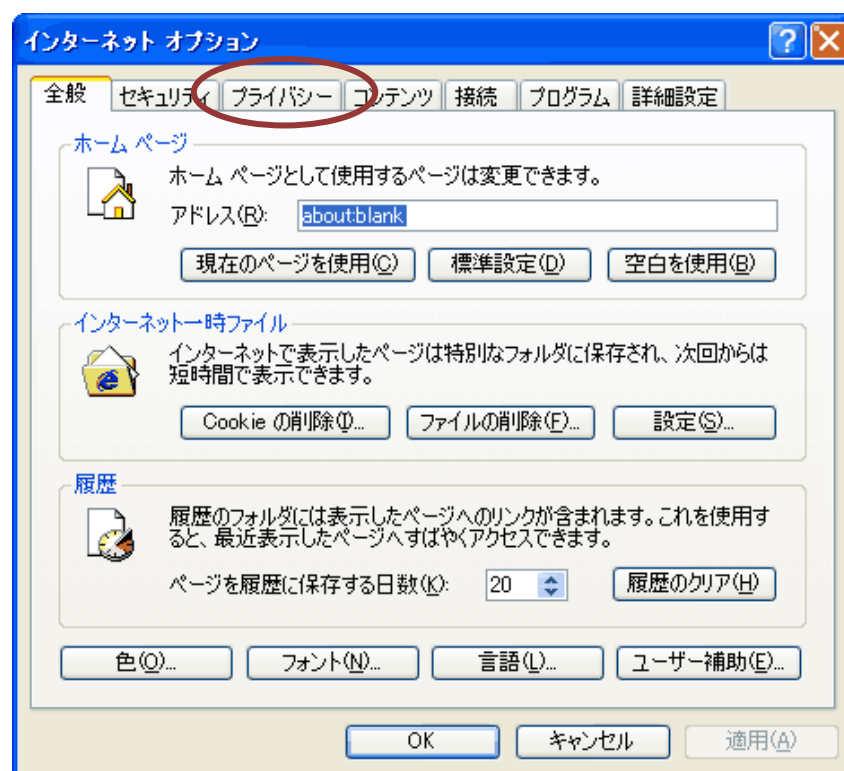 インターネット オプション
全般 セキュリティ プライバシー コンテンツ 接続 プログラム 詳細設定
ホーム ページ
ホーム ページとして使用するページは変更できます。
アドレス(R): about:blank
現在のページを使用(C) 標準設定(D) 空白を使用(B)
インターネット一時ファイル
インターネットで表示したページは特別なフォルダに保存され、次回からは
短時間で表示できます。
Cookie の削除(I)... ファイルの削除(F)... 設定(S)...
履歴
履歴のフォルダには表示したページへのリンクが含まれます。これを使用す
ると、最近表示したページへすばやくアクセスできます。
ページを履歴に保存する日数(K): 20 履歴のクリア(H)
色(O)... フォント(N)... 言語(L)... ユーザー補助(E)...
OK キャンセル 適用(A)